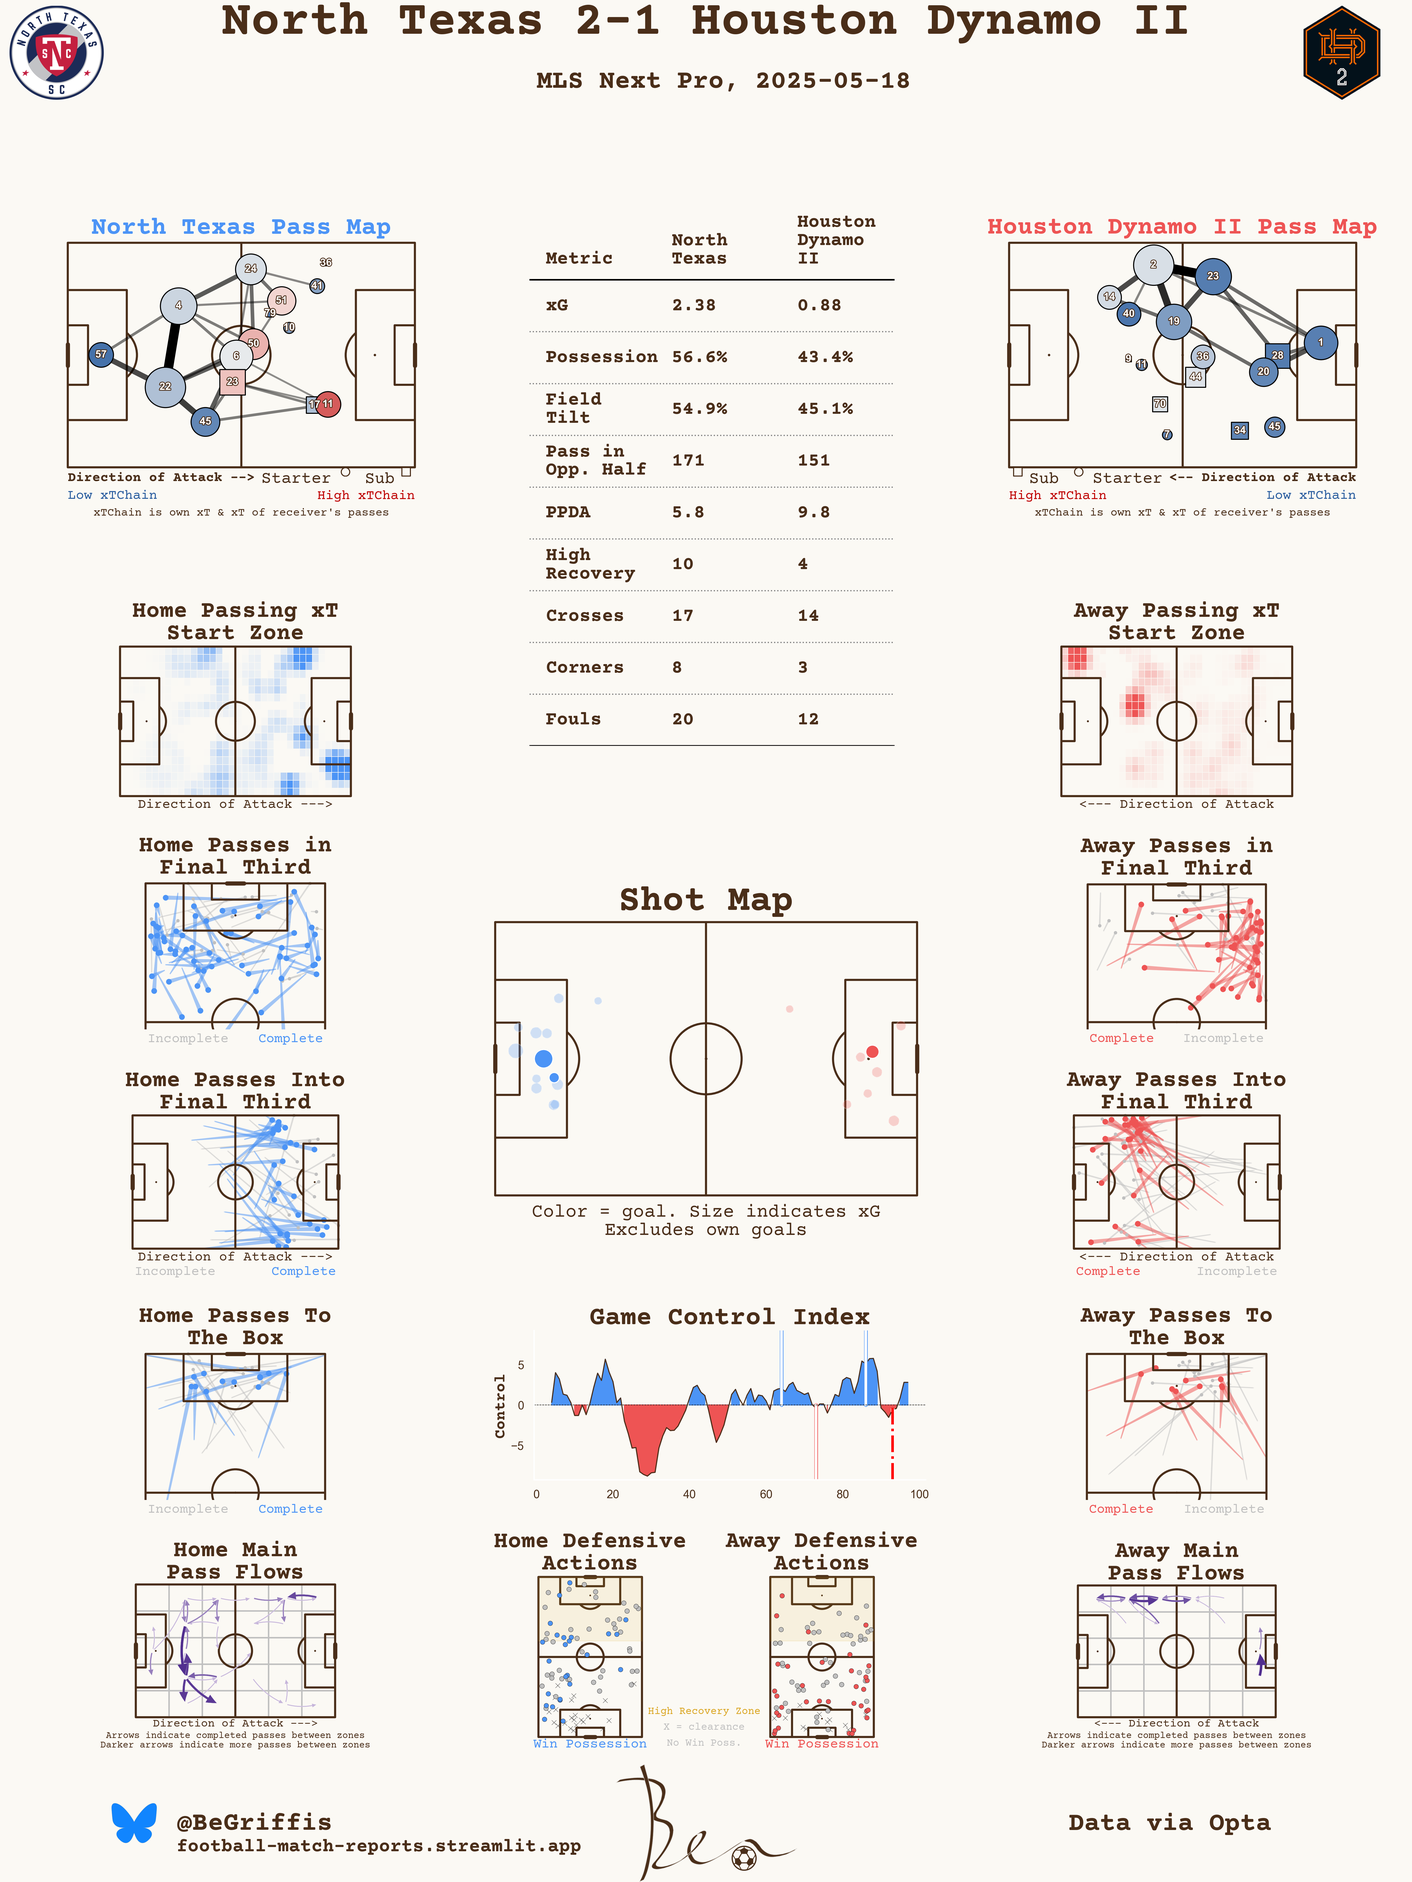 North Texas 2-1 Houston Dynamo II
MLS Next Pro, 2025-05-18
NORTH TEXAS
SC
S C
2
North Texas Pass Map
24
36
41
4
51
79
10
50
57
6
23
22
17
11
45
Direction of Attack --> Starter Sub
Low xTChain High xTChain
xTChain is own xT & xT of receiver's passes
Metric North Texas Houston Dynamo II
xG 2.38 0.88
Possession 56.6% 43.4%
Field Tilt 54.9% 45.1%
Pass in Opp. Half 171 151
PPDA 5.8 9.8
High Recovery 10 4
Crosses 17 14
Corners 8 3
Fouls 20 12
Houston Dynamo II Pass Map
2
23
14
40
19
1
9
11
36
28
44
20
70
7
34
45
Sub Starter <-- Direction of Attack
High xTChain Low xTChain
xTChain is own xT & xT of receiver's passes
Home Passing xT
Start Zone
Direction of Attack --->
Away Passing xT
Start Zone
<--- Direction of Attack
Home Passes in
Final Third
Incomplete Complete
Away Passes in
Final Third
Complete Incomplete
Shot Map
Color = goal. Size indicates xG
Excludes own goals
Home Passes Into
Final Third
Direction of Attack --->
Incomplete Complete
Away Passes Into
Final Third
<--- Direction of Attack
Complete Incomplete
Home Passes To
The Box
Incomplete Complete
Game Control Index
Control
5
0
−5
0 20 40 60 80 100
Away Passes To
The Box
Complete Incomplete
Home Main
Pass Flows
Direction of Attack --->
Arrows indicate completed passes between zones
Darker arrows indicate more passes between zones
Home Defensive
Actions
Win Possession
High Recovery Zone
X = clearance
No Win Poss.
Away Defensive
Actions
Win Possession
Away Main
Pass Flows
<--- Direction of Attack
Arrows indicate completed passes between zones
Darker arrows indicate more passes between zones
@BeGriffis
football-match-reports.streamlit.app
Ben
Data via Opta